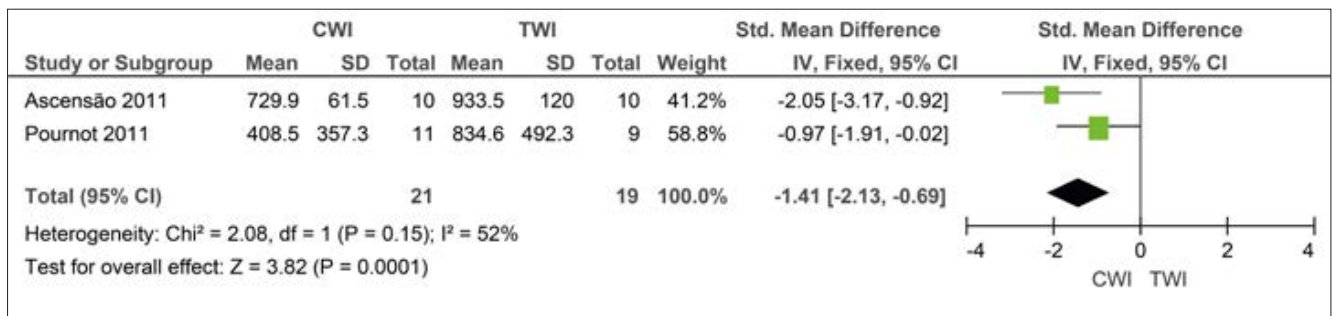 CWI TWI Std. Mean Difference Std. Mean Difference
Study or Subgroup Mean SD Total Mean SD Total Weight IV, Fixed, 95% CI IV, Fixed, 95% CI
Ascensão 2011 729.9 61.5 10 933.5 120 10 41.2% -2.05 [-3.17, -0.92]
Pournot 2011 408.5 357.3 11 834.6 492.3 9 58.8% -0.97 [-1.91, -0.02]
Total (95% CI) 21 19 100.0% -1.41 [-2.13, -0.69]
Heterogeneity: Chi² = 2.08, df = 1 (P = 0.15); I² = 52%
Test for overall effect: Z = 3.82 (P = 0.0001)
-4 -2 0 2 4
CWI TWI